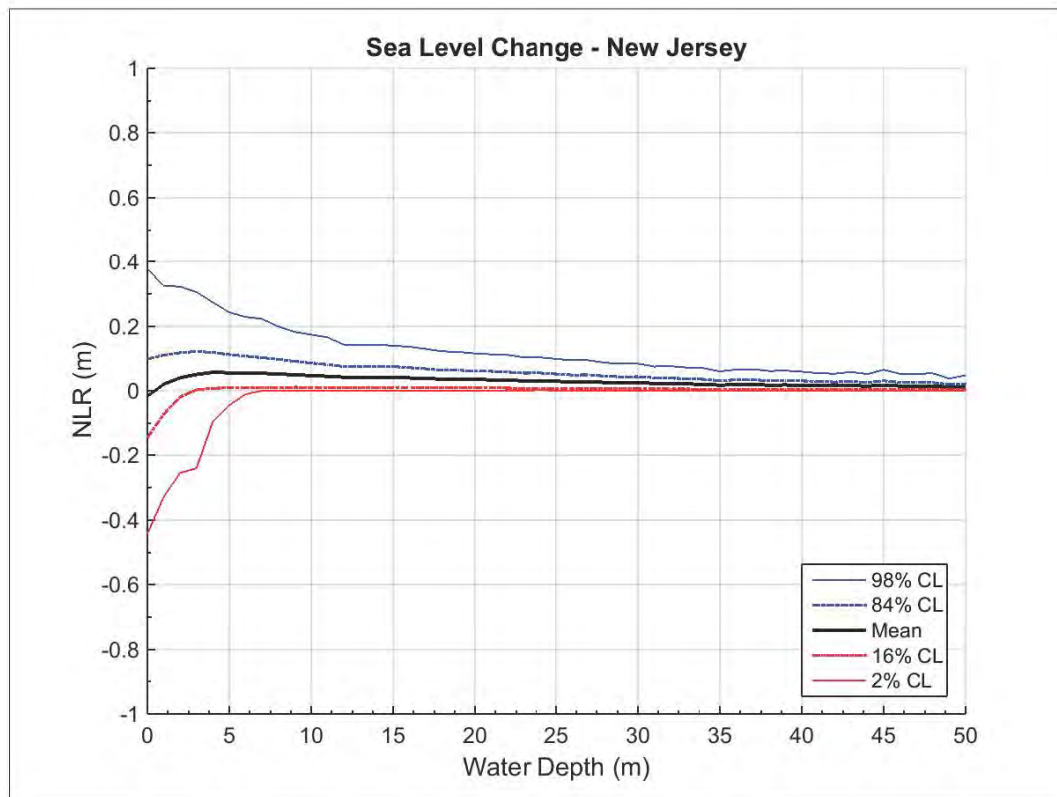 Sea Level Change - New Jersey
1
0.8
0.6
0.4
0.2
0
-0.2
-0.4
-0.6
-0.8
-1
NLR (m)
0 5 10 15 20 25 30 35 40 45 50
Water Depth (m)
98% CL
84% CL
Mean
16% CL
2% CL